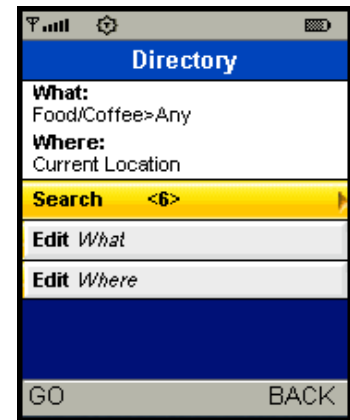 Directory
What:
Food/Coffee>Any
Where:
Current Location
Search <6>
Edit What
Edit Where
GO BACK